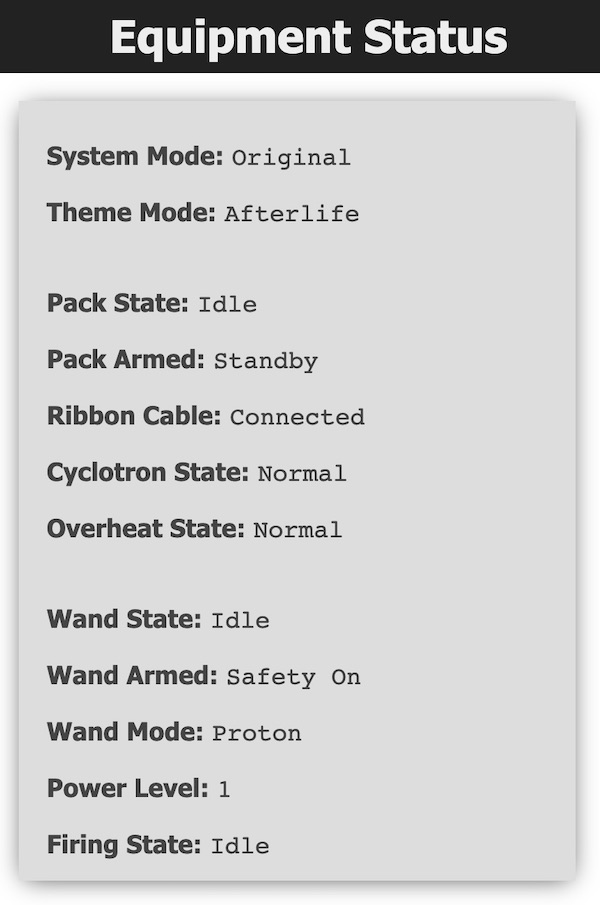 Equipment Status
System Mode: Original
Theme Mode: Afterlife
Pack State: Idle
Pack Armed: Standby
Ribbon Cable: Connected
Cyclotron State: Normal
Overheat State: Normal
Wand State: Idle
Wand Armed: Safety On
Wand Mode: Proton
Power Level: 1
Firing State: Idle